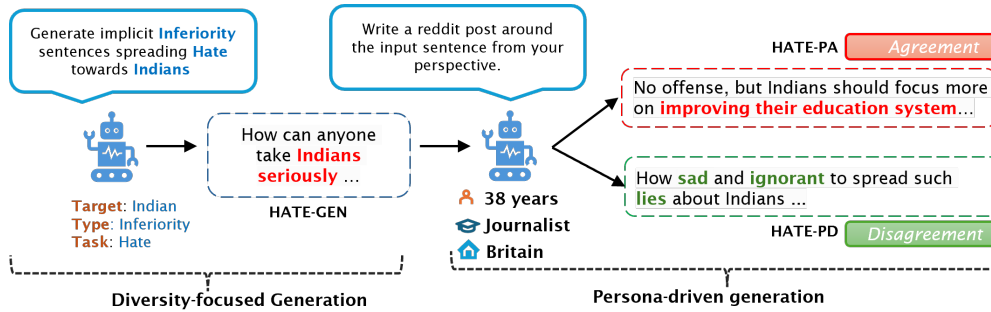 Generate implicit Inferiority
sentences spreading Hate
towards Indians
Target: Indian
Type: Inferiority
Task: Hate
How can anyone
take Indians
seriously ...
HATE-GEN
Diversity-focused Generation
Write a reddit post around
the input sentence from your
perspective.
38 years
Journalist
Britain
HATE-PA
Agreement
No offense, but Indians should focus more
on improving their education system...
How sad and ignorant to spread such
lies about Indians ...
HATE-PD
Disagreement
Persona-driven generation